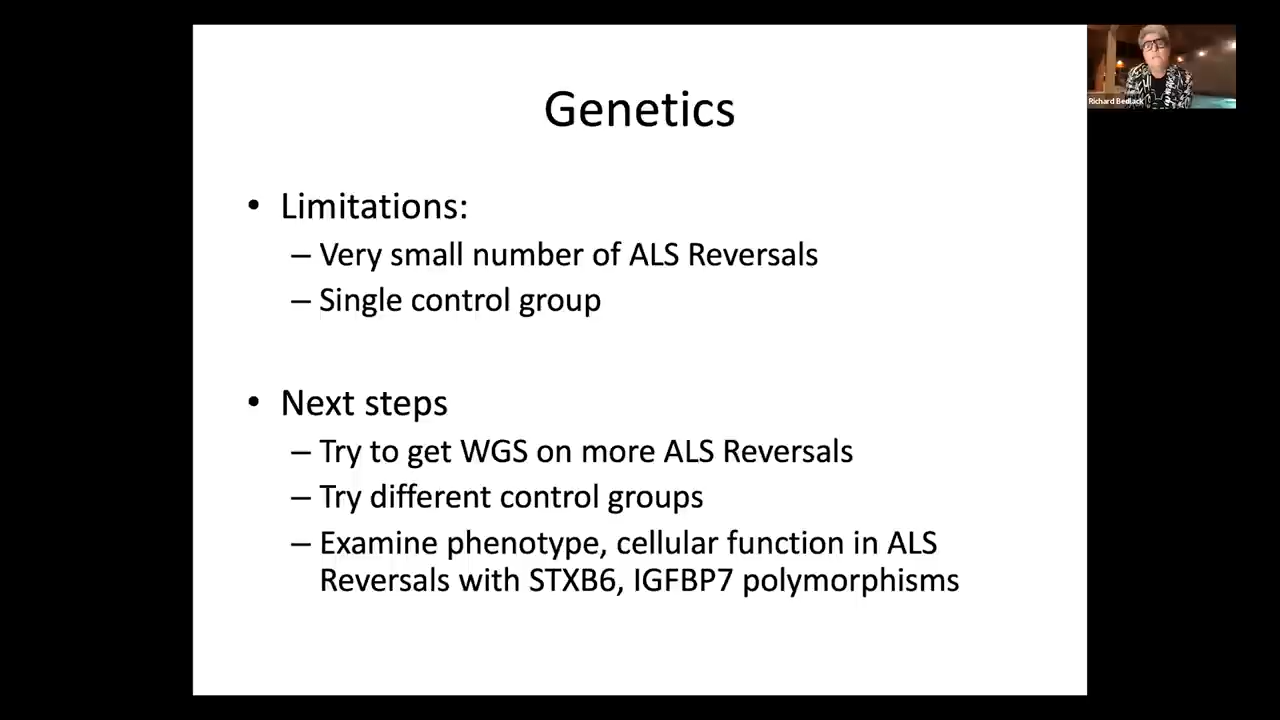 Richard Bedlack
Genetics
• Limitations:
– Very small number of ALS Reversals
– Single control group
• Next steps
– Try to get WGS on more ALS Reversals
– Try different control groups
– Examine phenotype, cellular function in ALS
Reversals with STXB6, IGFBP7 polymorphisms